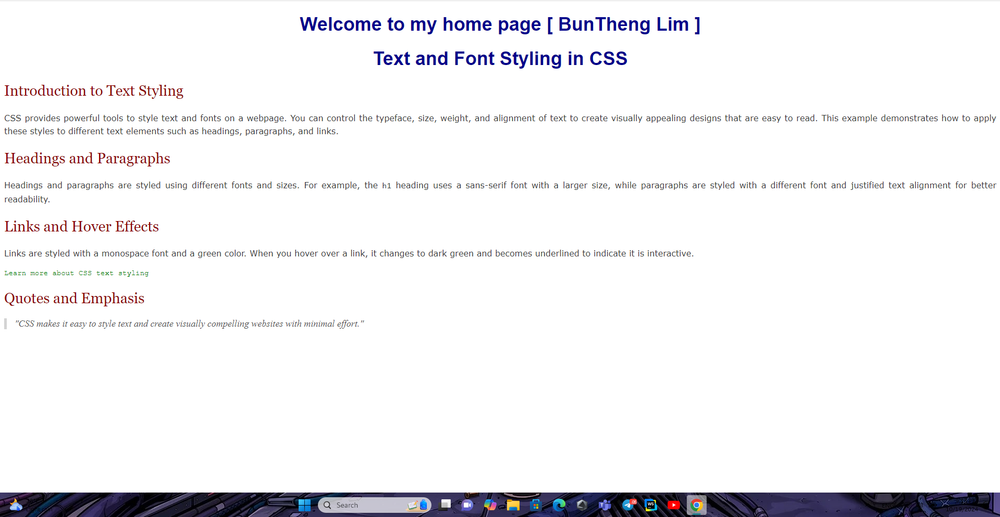 Welcome to my home page [ BunTheng Lim ]
Text and Font Styling in CSS
Introduction to Text Styling
CSS provides powerful tools to style text and fonts on a webpage. You can control the typeface, size, weight, and alignment of text to create visually appealing designs that are easy to read. This example demonstrates how to apply
these styles to different text elements such as headings, paragraphs, and links.
Headings and Paragraphs
Headings and paragraphs are styled using different fonts and sizes. For example, the h1 heading uses a sans-serif font with a larger size, while paragraphs are styled with a different font and justified text alignment for better
readability.
Links and Hover Effects
Links are styled with a monospace font and a green color. When you hover over a link, it changes to dark green and becomes underlined to indicate it is interactive.
Learn more about CSS text styling
Quotes and Emphasis
"CSS makes it easy to style text and create visually compelling websites with minimal effort."
Search
05
WS
ENG
10/19/2024